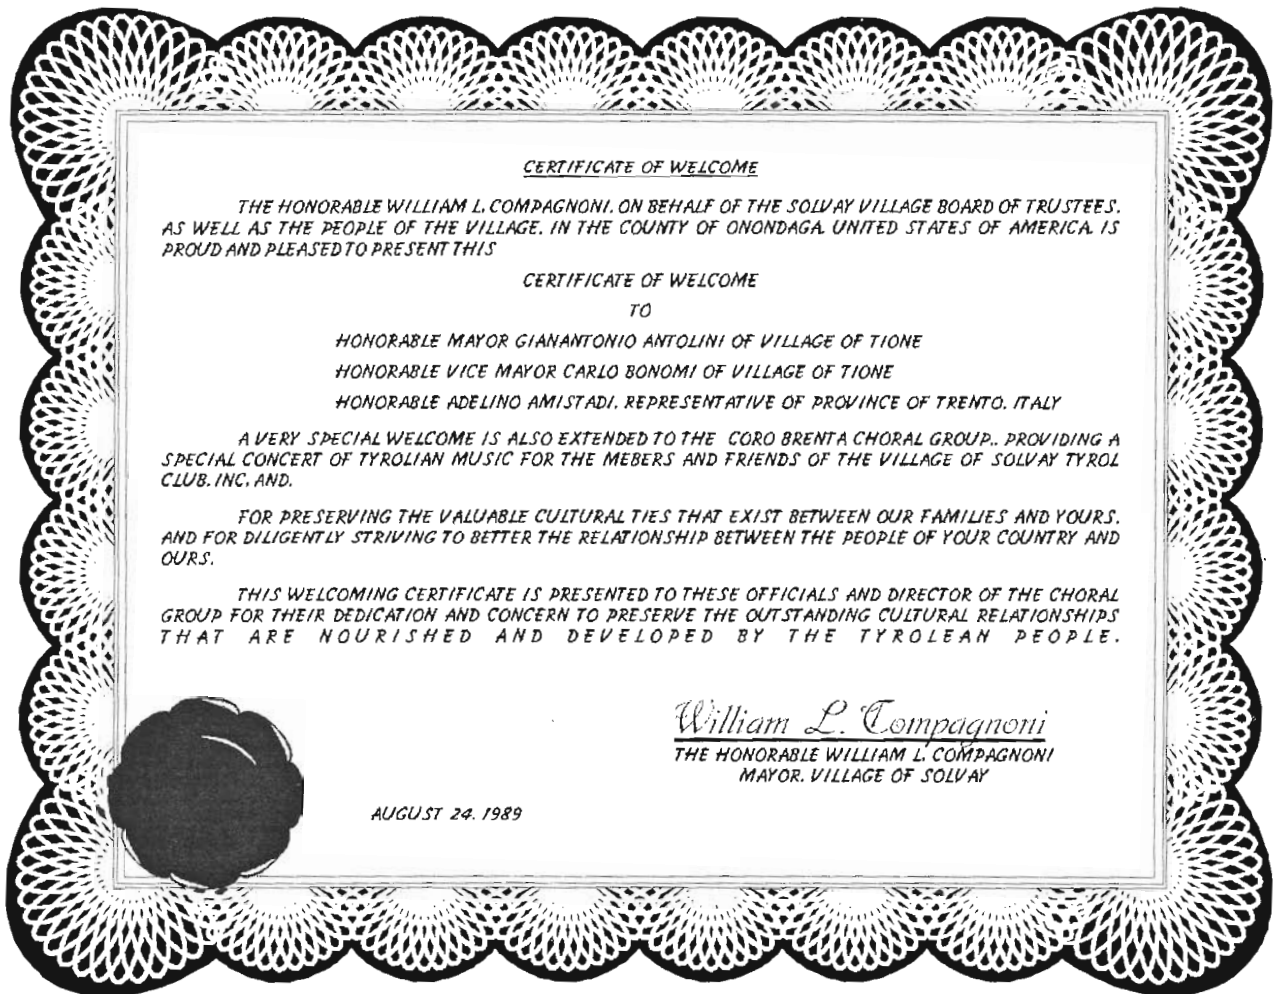 CERTIFICATE OF WELCOME
THE HONORABLE WILLIAM L. COMPAGNONI, ON BEHALF OF THE SOLVAY VILLAGE BOARD OF TRUSTEES,
AS WELL AS THE PEOPLE OF THE VILLAGE, IN THE COUNTY OF ONONDAGA UNITED STATES OF AMERICA IS
PROUD AND PLEASED TO PRESENT THIS
CERTIFICATE OF WELCOME
TO
HONORABLE MAYOR GIANANTONIO ANTOLINI OF VILLAGE OF TIONE
HONORABLE VICE MAYOR CARLO BONOMI OF VILLAGE OF TIONE
HONORABLE ADELINO AMISTADI, REPRESENTATIVE OF PROVINCE OF TRENTO, ITALY
A VERY SPECIAL WELCOME IS ALSO EXTENDED TO THE CORO BRENTA CHORAL GROUP,, PROVIDING A
SPECIAL CONCERT OF TYROLIAN MUSIC FOR THE MEBERS AND FRIENDS OF THE VILLAGE OF SOLVAY TYROL
CLUB, INC, AND,
FOR PRESERVING THE VALUABLE CULTURAL TIES THAT EXIST BETWEEN OUR FAMILIES AND YOURS,
AND FOR DILIGENTLY STRIVING TO BETTER THE RELATIONSHIP BETWEEN THE PEOPLE OF YOUR COUNTRY AND
OURS,
THIS WELCOMING CERTIFICATE IS PRESENTED TO THESE OFFICIALS AND DIRECTOR OF THE CHORAL
GROUP FOR THEIR DEDICATION AND CONCERN TO PRESERVE THE OUTSTANDING CULTURAL RELATIONSHIPS
THAT ARE NOURISHED AND DEVELOPED BY THE TYROLEAN PEOPLE.
William L. Compagnoni
THE HONORABLE WILLIAM L. COMPAGNONI
MAYOR, VILLAGE OF SOLVAY
AUGUST 24, 1989